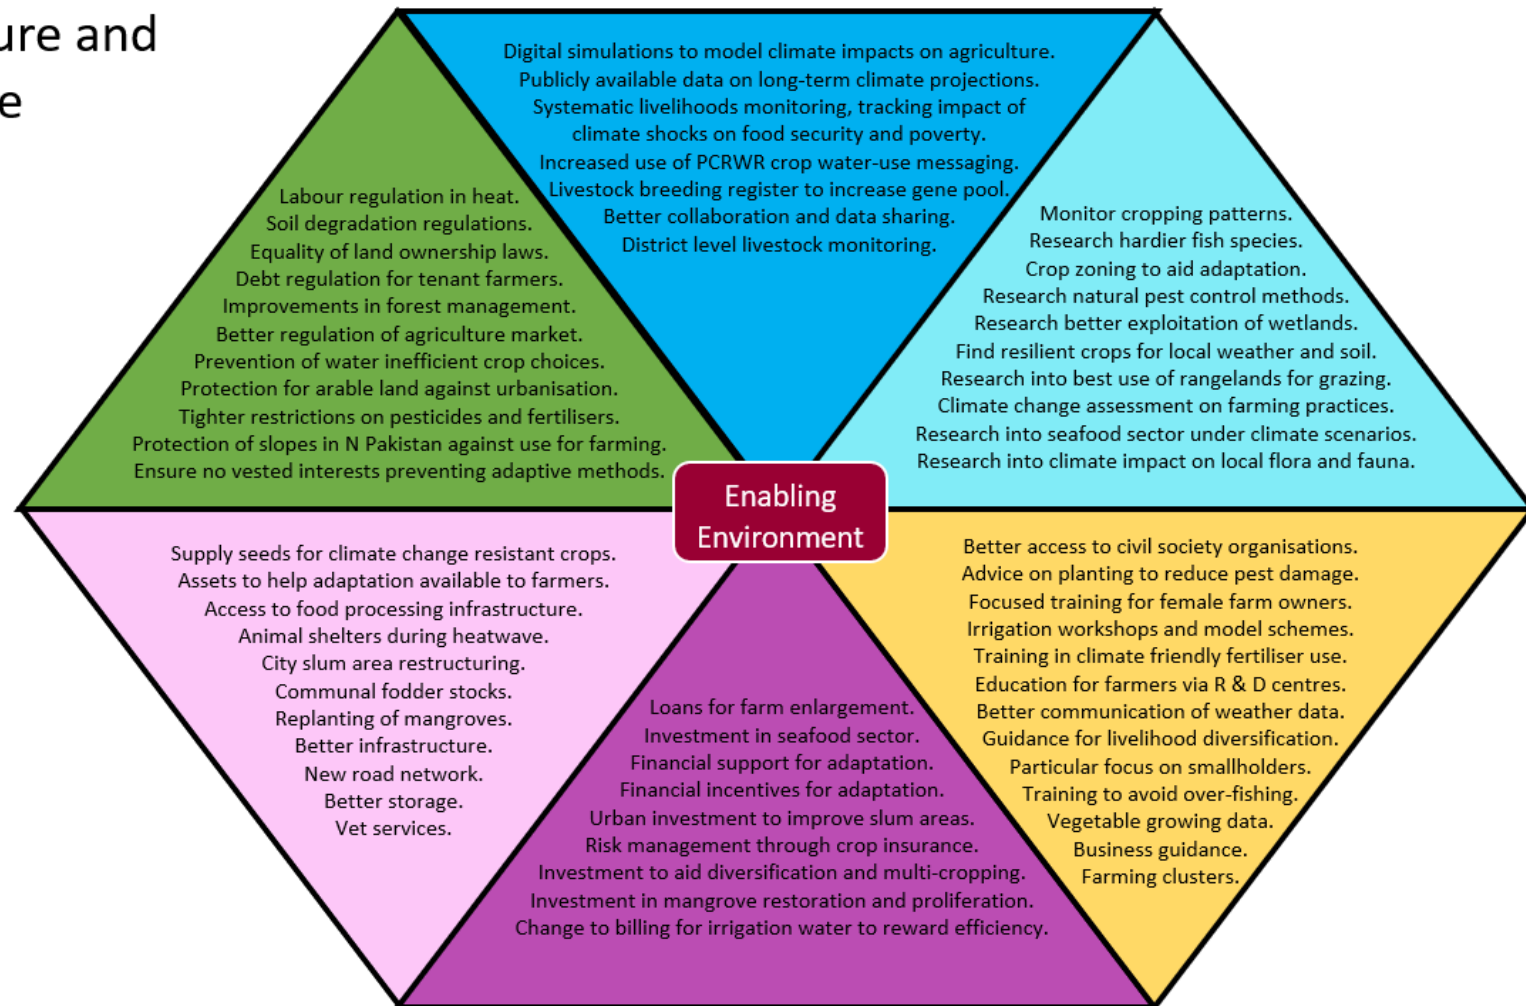 ure and
e
Digital simulations to model climate impacts on agriculture.
Publicly available data on long-term climate projections.
Systematic livelihoods monitoring, tracking impact of
climate shocks on food security and poverty.
Increased use of PCRWR crop water-use messaging.
Livestock breeding register to increase gene pool.
Better collaboration and data sharing.
District level livestock monitoring.
Labour regulation in heat.
Soil degradation regulations.
Equality of land ownership laws.
Debt regulation for tenant farmers.
Improvements in forest management.
Better regulation of agriculture market.
Prevention of water inefficient crop choices.
Protection for arable land against urbanisation.
Tighter restrictions on pesticides and fertilisers.
Protection of slopes in N Pakistan against use for farming.
Ensure no vested interests preventing adaptive methods.
Monitor cropping patterns.
Research hardier fish species.
Crop zoning to aid adaptation.
Research natural pest control methods.
Research better exploitation of wetlands.
Find resilient crops for local weather and soil.
Research into best use of rangelands for grazing.
Climate change assessment on farming practices.
Research into seafood sector under climate scenarios.
Research into climate impact on local flora and fauna.
Enabling
Environment
Supply seeds for climate change resistant crops.
Assets to help adaptation available to farmers.
Access to food processing infrastructure.
Animal shelters during heatwave.
City slum area restructuring.
Communal fodder stocks.
Replanting of mangroves.
Better infrastructure.
New road network.
Better storage.
Vet services.
Loans for farm enlargement.
Investment in seafood sector.
Financial support for adaptation.
Financial incentives for adaptation.
Urban investment to improve slum areas.
Risk management through crop insurance.
Investment to aid diversification and multi-cropping.
Investment in mangrove restoration and proliferation.
Change to billing for irrigation water to reward efficiency.
Better access to civil society organisations.
Advice on planting to reduce pest damage.
Focused training for female farm owners.
Irrigation workshops and model schemes.
Training in climate friendly fertiliser use.
Education for farmers via R & D centres.
Better communication of weather data.
Guidance for livelihood diversification.
Particular focus on smallholders.
Training to avoid over-fishing.
Vegetable growing data.
Business guidance.
Farming clusters.